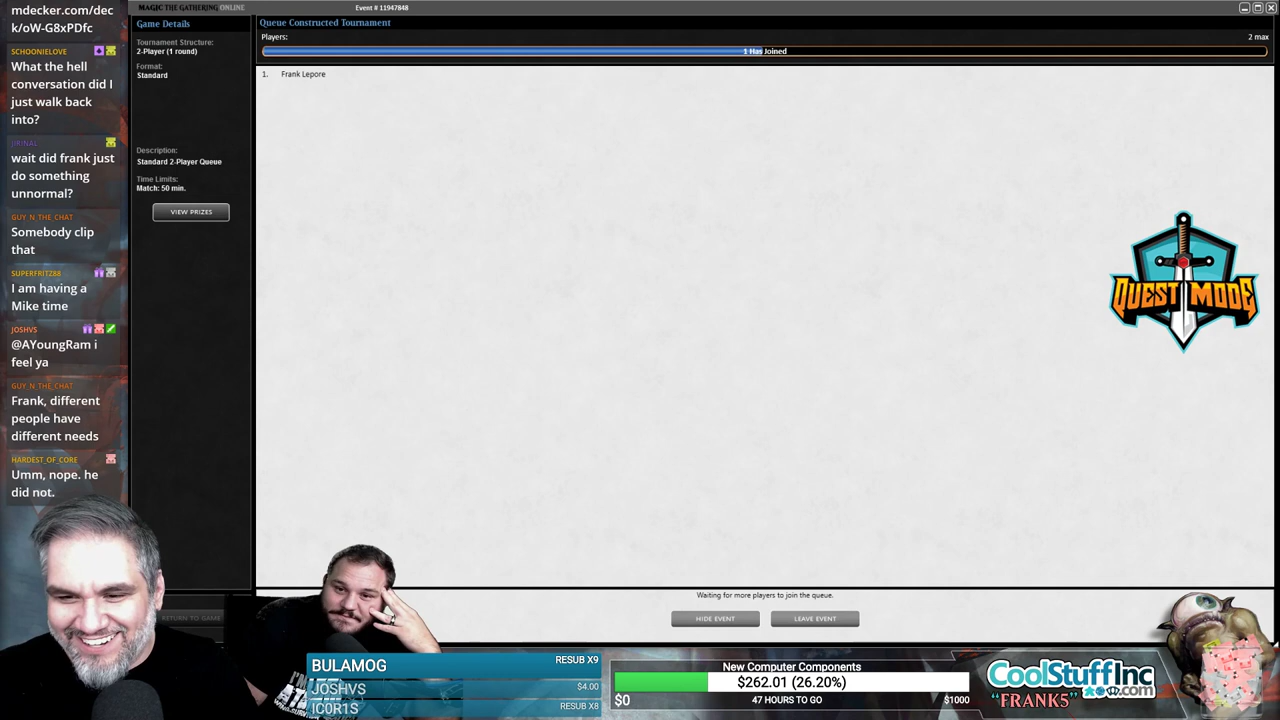 mdecker.com/dec
k/oW-G8xPDfc
SCHOONIELOVE
What the hell
conversation did I
just walk back
into?
JIRINAL
wait did frank just
do something
unnormal?
GUY_N_THE_CHAT
Somebody clip
that
SUPERFRITZ88
I am having a
Mike time
JOSHVS
@AYoungRam i
feel ya
GUY_N_THE_CHAT
Frank, different
people have
different needs
HARDEST_OF_CORE
Umm, nope. he
did not.
MAGIC THE GATHERING ONLINE
Event # 11947848
Game Details
Tournament Structure:
2-Player (1 round)
Format:
Standard
Description:
Standard 2-Player Queue
Time Limits:
Match: 50 min.
VIEW PRIZES
RETURN TO GAME
Queue Constructed Tournament
Players:
2 max
1 Has Joined
1. Frank Lepore
QUEST MODE
Waiting for more players to join the queue.
HIDE EVENT
LEAVE EVENT
BULAMOG RESUB X9
JOSHVS $4.00
IC0R1S RESUB X8
New Computer Components
$262.01 (26.20%)
$0 47 HOURS TO GO $1000
CoolStuffInc
.com
"FRANK5"